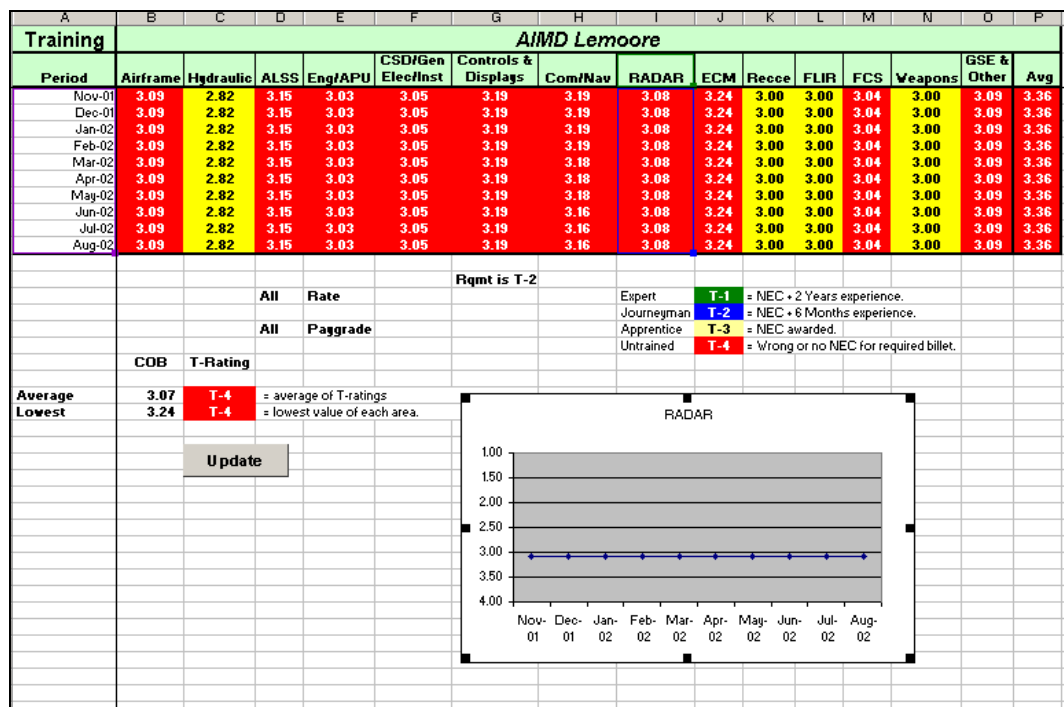 A B C D E F G H I J K L M N O P
Training AIMD Lemoore
Period Airframe Hydraulic ALSS Eng/APU CSD/Gen Elec/Inst Controls & Displays Com/Nav RADAR ECM Recce FLIR FCS Weapons GSE & Other Avg
Nov-01 3.09 2.82 3.15 3.03 3.05 3.19 3.19 3.08 3.24 3.00 3.00 3.04 3.00 3.09 3.36
Dec-01 3.09 2.82 3.15 3.03 3.05 3.19 3.19 3.08 3.24 3.00 3.00 3.04 3.00 3.09 3.36
Jan-02 3.09 2.82 3.15 3.03 3.05 3.19 3.19 3.08 3.24 3.00 3.00 3.04 3.00 3.09 3.36
Feb-02 3.09 2.82 3.15 3.03 3.05 3.19 3.19 3.08 3.24 3.00 3.00 3.04 3.00 3.09 3.36
Mar-02 3.09 2.82 3.15 3.03 3.05 3.19 3.18 3.08 3.24 3.00 3.00 3.04 3.00 3.09 3.36
Apr-02 3.09 2.82 3.15 3.03 3.05 3.19 3.18 3.08 3.24 3.00 3.00 3.04 3.00 3.09 3.36
May-02 3.09 2.82 3.15 3.03 3.05 3.19 3.18 3.08 3.24 3.00 3.00 3.04 3.00 3.09 3.36
Jun-02 3.09 2.82 3.15 3.03 3.05 3.19 3.16 3.08 3.24 3.00 3.00 3.04 3.00 3.09 3.36
Jul-02 3.09 2.82 3.15 3.03 3.05 3.19 3.16 3.08 3.24 3.00 3.00 3.04 3.00 3.09 3.36
Aug-02 3.09 2.82 3.15 3.03 3.05 3.19 3.16 3.08 3.24 3.00 3.00 3.04 3.00 3.09 3.36
Rqmt is T-2
All Rate Expert T-1 = NEC + 2 Years experience.
Journeyman T-2 = NEC + 6 Months experience.
All Paygrade Apprentice T-3 = NEC awarded.
Untrained T-4 = Wrong or no NEC for required billet.
COB T-Rating
Average 3.07 T-4 = average of T-ratings
Lowest 3.24 T-4 = lowest value of each area.
Update
RADAR
1.00
1.50
2.00
2.50
3.00
3.50
4.00
Nov-01 Dec-01 Jan-02 Feb-02 Mar-02 Apr-02 May-02 Jun-02 Jul-02 Aug-02